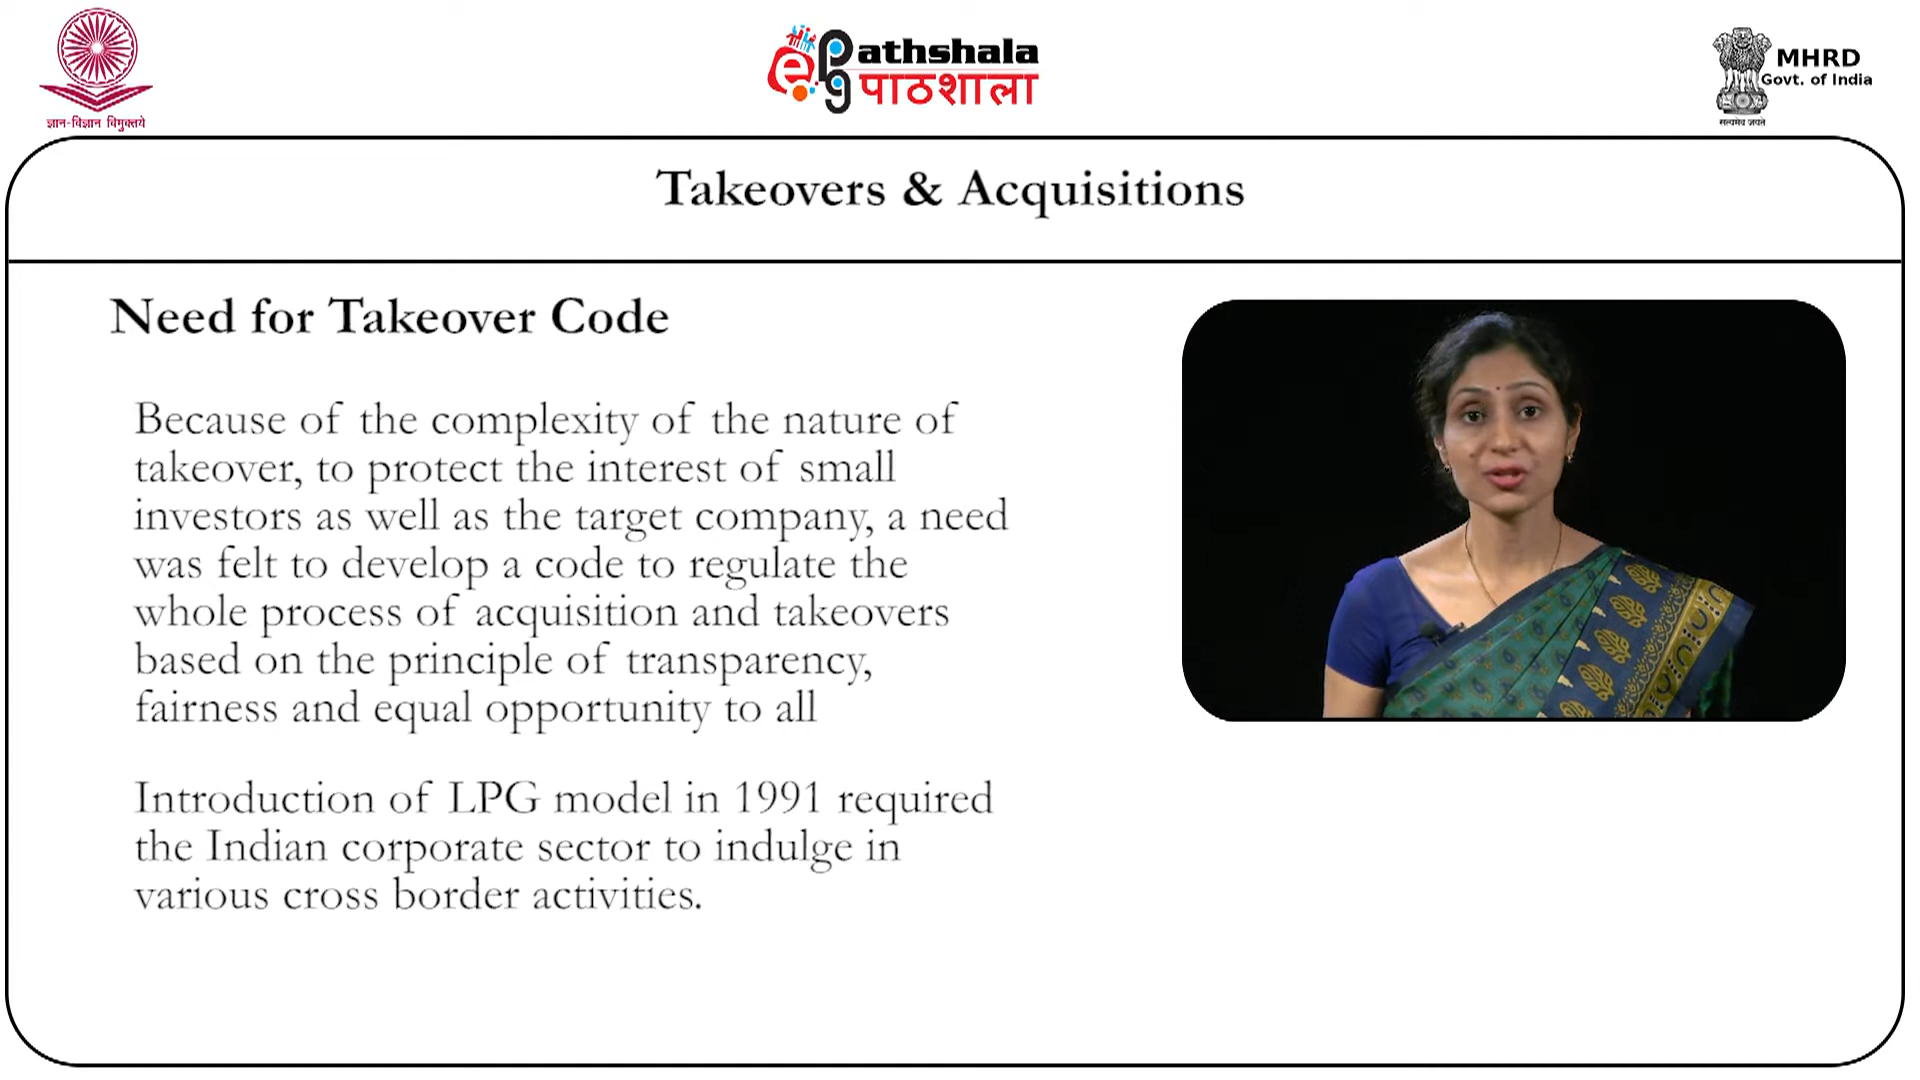 ज्ञान-विज्ञान विमुक्तये
ePGathshala
पाठशाला
MHRD
Govt. of India
सत्यमेव जयते
Takeovers & Acquisitions
Need for Takeover Code
Because of the complexity of the nature of
takeover, to protect the interest of small
investors as well as the target company, a need
was felt to develop a code to regulate the
whole process of acquisition and takeovers
based on the principle of transparency,
fairness and equal opportunity to all
Introduction of LPG model in 1991 required
the Indian corporate sector to indulge in
various cross border activities.